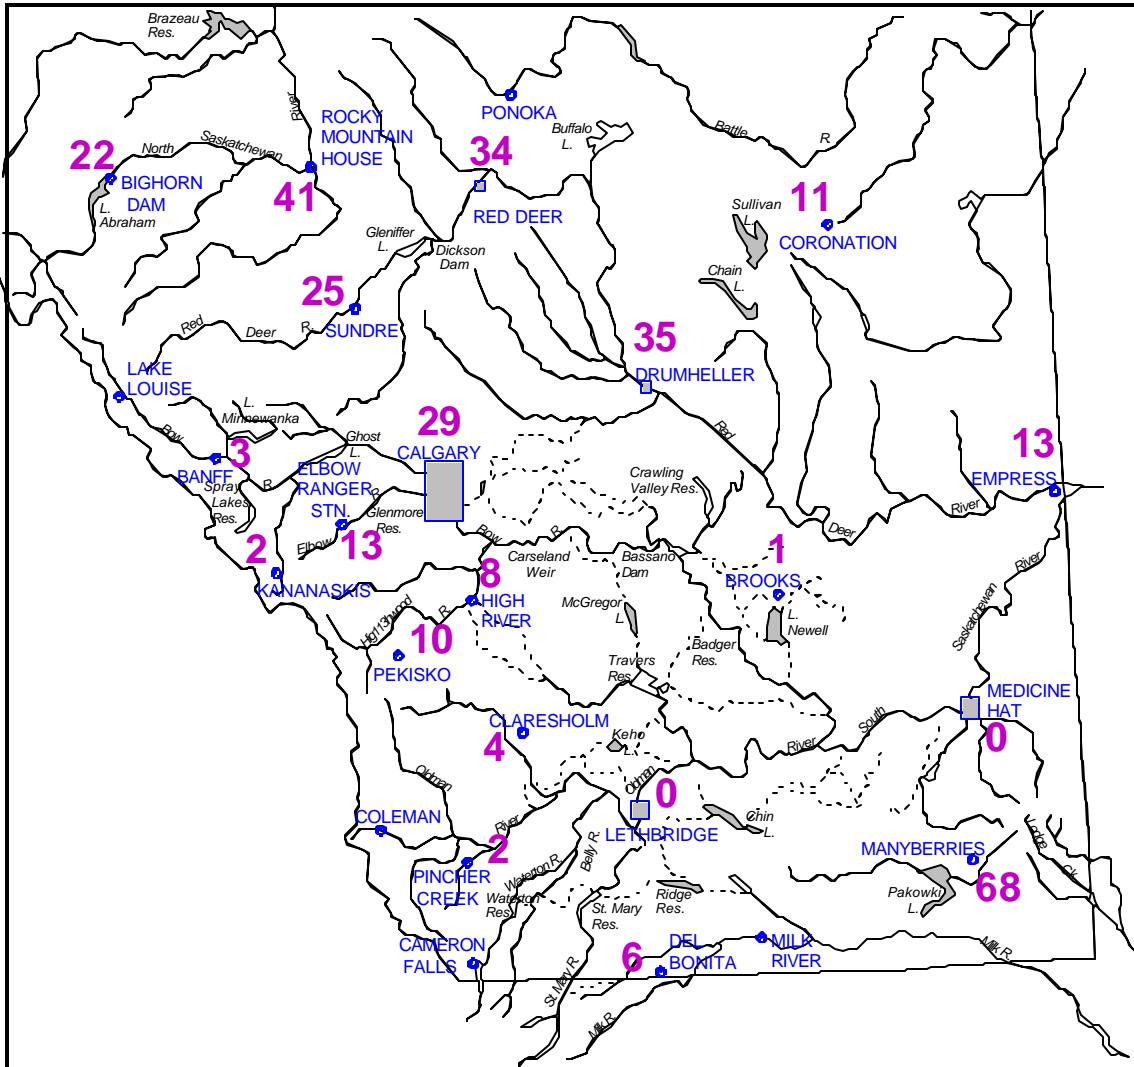 Brazeau
Res.
River
ROCKY
MOUNTAIN
HOUSE
PONOKA
Buffalo
L.
Battle
R.
22
North
Saskatchewan
34
BIGHORN
DAM
41
L.
Abraham
RED DEER
Sullivan
L.
11
CORONATION
Gleniffer
L.
Dickson
Dam
Chain
L.
25
Red
Deer
R.
SUNDRE
35
DRUMHELLER
LAKE
LOUISE
L.
Minnewanka
Bow
3
BANFF
Ghost
L.
29
CALGARY
Red
13
EMPRESS
Spray
Lakes
Res.
R.
ELBOW
RANGER
STN.
R.
Glenmore
Res.
Crawling
Valley Res.
Deer
River
Elbow
13
Bow
R.
Carseland
Weir
Bassano
Dam
2
KANANASKIS
8
HIGH
RIVER
1
BROOKS
River
Saskatchewan
McGregor
L
L.
Newell
Hig113hwood
R.
10
PEKISKO
Badger
Res.
Travers
Res.
MEDICINE
HAT
0
CLARESHOLM
4
Keho
L.
South
River
Oldman
Oldman
0
LETHBRIDGE
COLEMAN
River
2
PINCHER
CREEK
Waterton R.
Waterton
Res.
Belly R.
Chin
L.
MANYBERRIES
68
Pakowki
L.
Lodge
Ck.
St. Mary
Res.
Ridge
Res.
CAMERON
FALLS
6
DEL
BONITA
MILK
RIVER
Milk R.
St. Mary R.
Milk R.